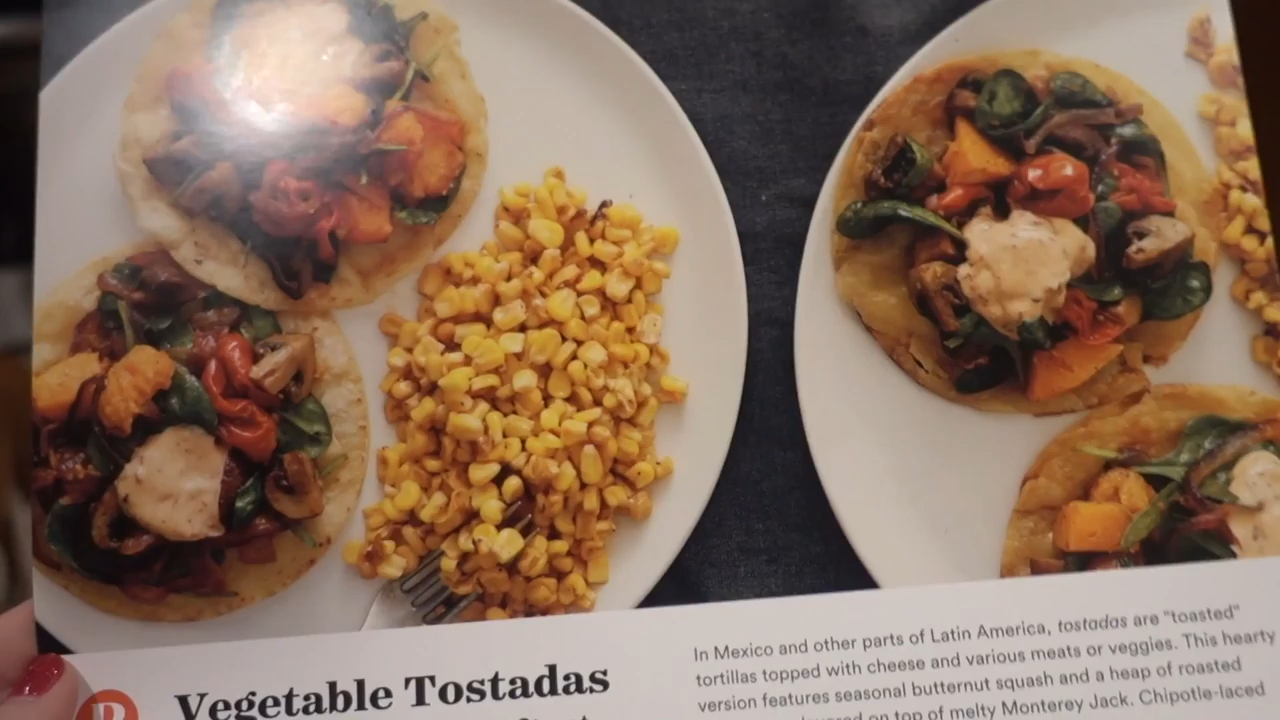 Vegetable Tostadas
In Mexico and other parts of Latin America, tostadas are "toasted"
tortillas topped with cheese and various meats or veggies. This hearty
version features seasonal butternut squash and a heap of roasted
on top of melty Monterey Jack. Chipotle-laced